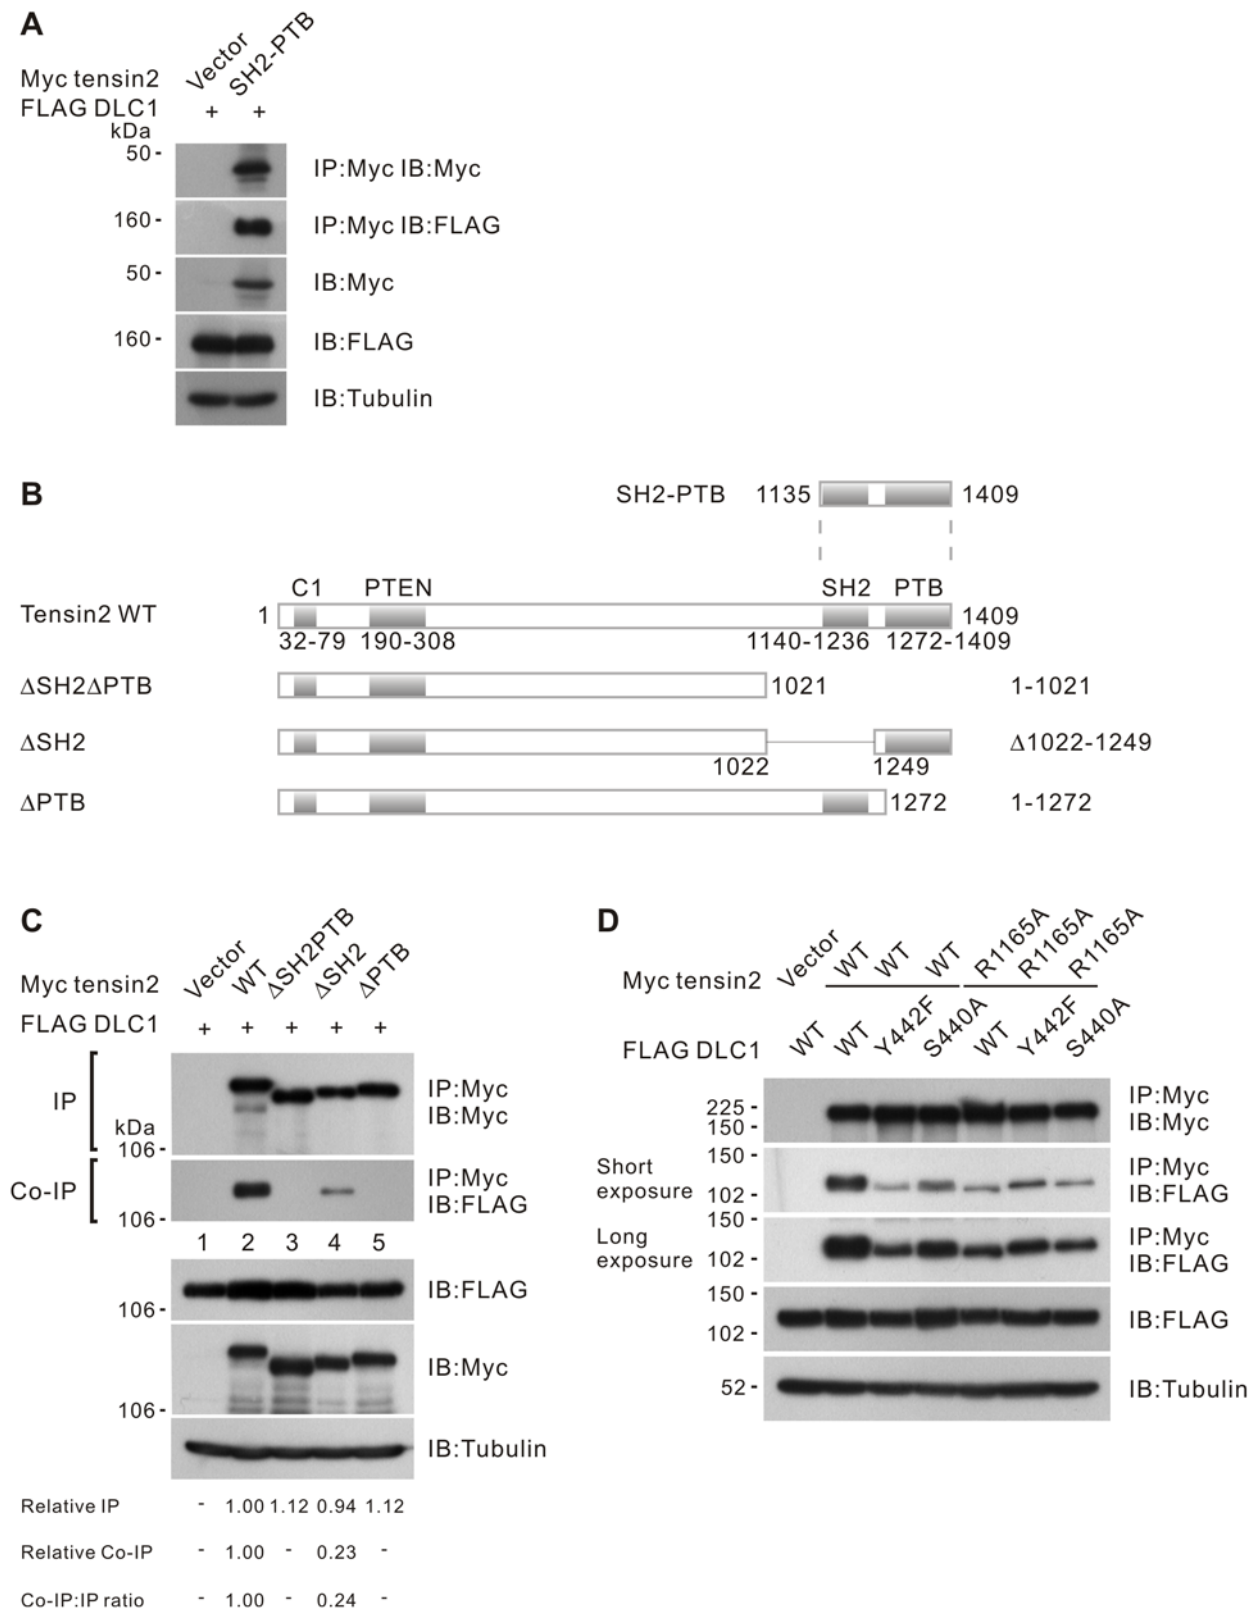 A
Vector SH2-PTB
Myc tensin2
FLAG DLC1 + +
kDa
50- IP:Myc IB:Myc
160- IP:Myc IB:FLAG
50- IB:Myc
160- IB:FLAG
IB:Tubulin
B
SH2-PTB 1135 1409
C1 PTEN SH2 PTB
Tensin2 WT 1 1409
32-79 190-308 1140-1236 1272-1409
ΔSH2ΔPTB 1021 1-1021
ΔSH2 Δ1022-1249
1022 1249
ΔPTB 1272 1-1272
C
Vector WT ΔSH2PTB ΔSH2 ΔPTB
Myc tensin2
FLAG DLC1 + + + + +
IP
IP:Myc
IB:Myc
kDa
106-
Co-IP
IP:Myc
IB:FLAG
106-
1 2 3 4 5
IB:FLAG
106-
IB:Myc
106-
IB:Tubulin
Relative IP - 1.00 1.12 0.94 1.12
Relative Co-IP - 1.00 - 0.23 -
Co-IP:IP ratio - 1.00 - 0.24 -
D
Vector WT WT WT R1165A R1165A R1165A
Myc tensin2
WT WT Y442F S440A WT Y442F S440A
FLAG DLC1
225-
150-
IP:Myc
IB:Myc
Short
exposure
150-
102-
IP:Myc
IB:FLAG
Long
exposure
150-
102-
IP:Myc
IB:FLAG
150-
102-
IB:FLAG
52- IB:Tubulin